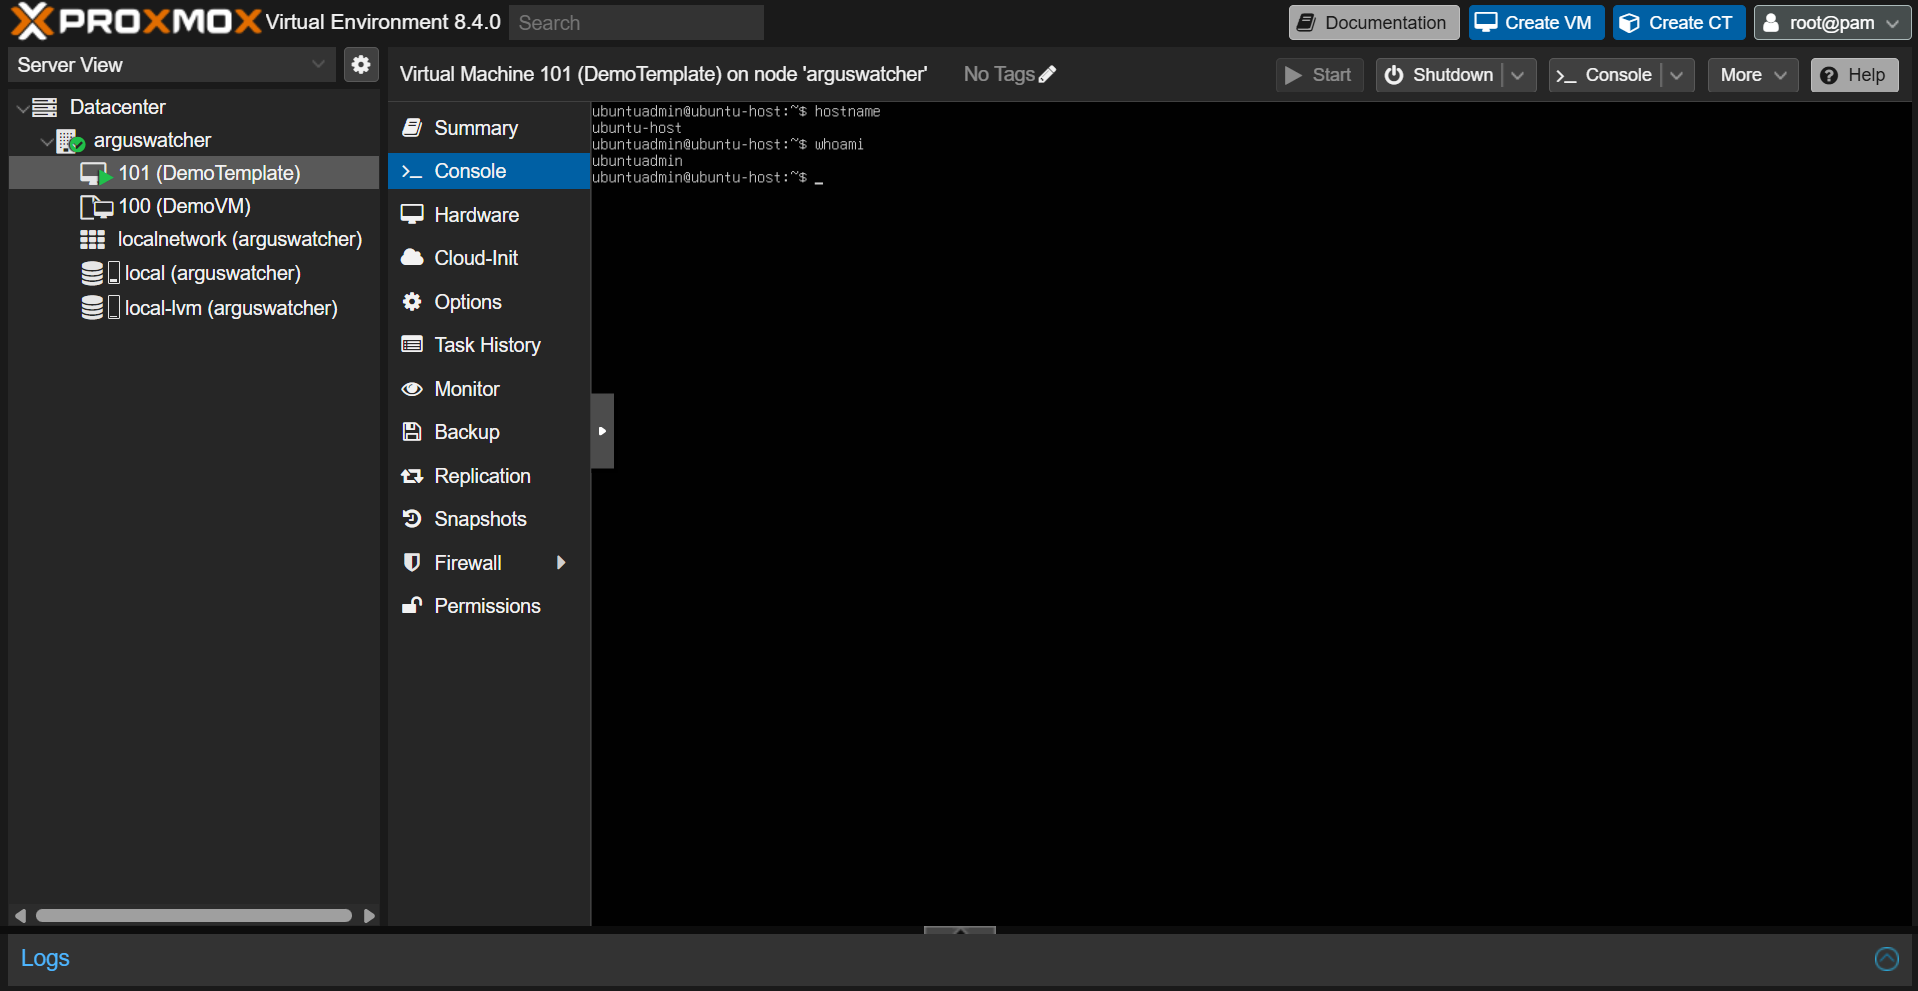 PROXMOX Virtual Environment 8.4.0 Search Documentation Create VM Create CT root@pam
Server View
Datacenter
arguswatcher
101 (DemoTemplate)
100 (DemoVM)
localnetwork (arguswatcher)
local (arguswatcher)
local-lvm (arguswatcher)
Virtual Machine 101 (DemoTemplate) on node 'arguswatcher' No Tags Start Shutdown Console More Help
Summary
Console
Hardware
Cloud-Init
Options
Task History
Monitor
Backup
Replication
Snapshots
Firewall
Permissions
ubuntuadmin@ubuntu-host:~$ hostname
ubuntu-host
ubuntuadmin@ubuntu-host:~$ whoami
ubuntuadmin
ubuntuadmin@ubuntu-host:~$ _
Logs